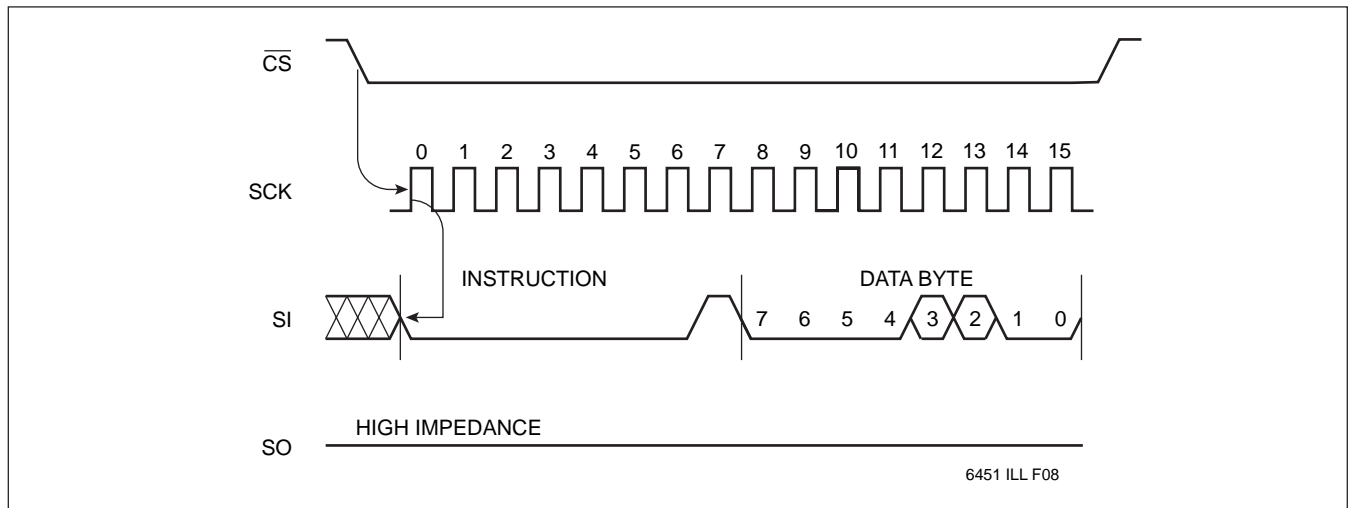 CS
0 1 2 3 4 5 6 7 8 9 10 11 12 13 14 15
SCK
INSTRUCTION DATA BYTE
SI 7 6 5 4 3 2 1 0
HIGH IMPEDANCE
SO
6451 ILL F08